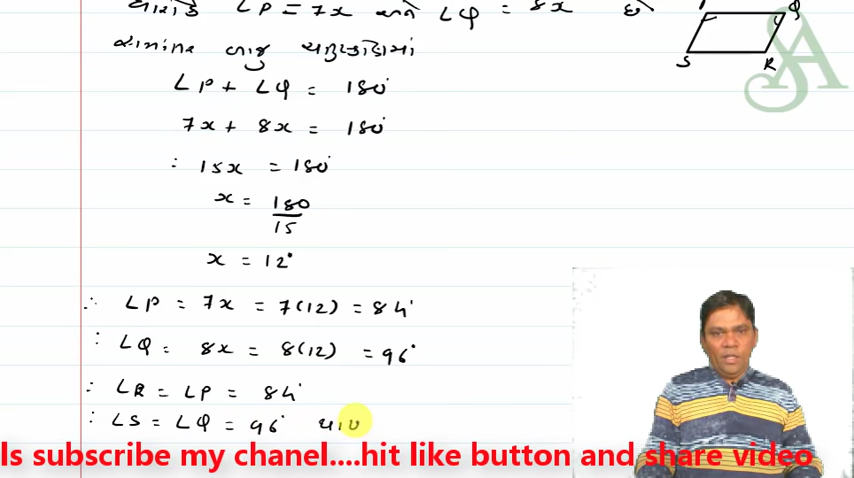 ધારો કે ∠P = 7x અને ∠Q = 8x છે
સમાંતર બાજુ ચતુષ્કોણમાં
∠P + ∠Q = 180°
7x + 8x = 180°
∴ 15x = 180°
x = 180/15
x = 12°
∴ ∠P = 7x = 7(12) = 84°
∴ ∠Q = 8x = 8(12) = 96°
∴ ∠R = ∠P = 84°
∴ ∠S = ∠Q = 96°
Q
S R
ls subscribe my chanel....hit like button and share video